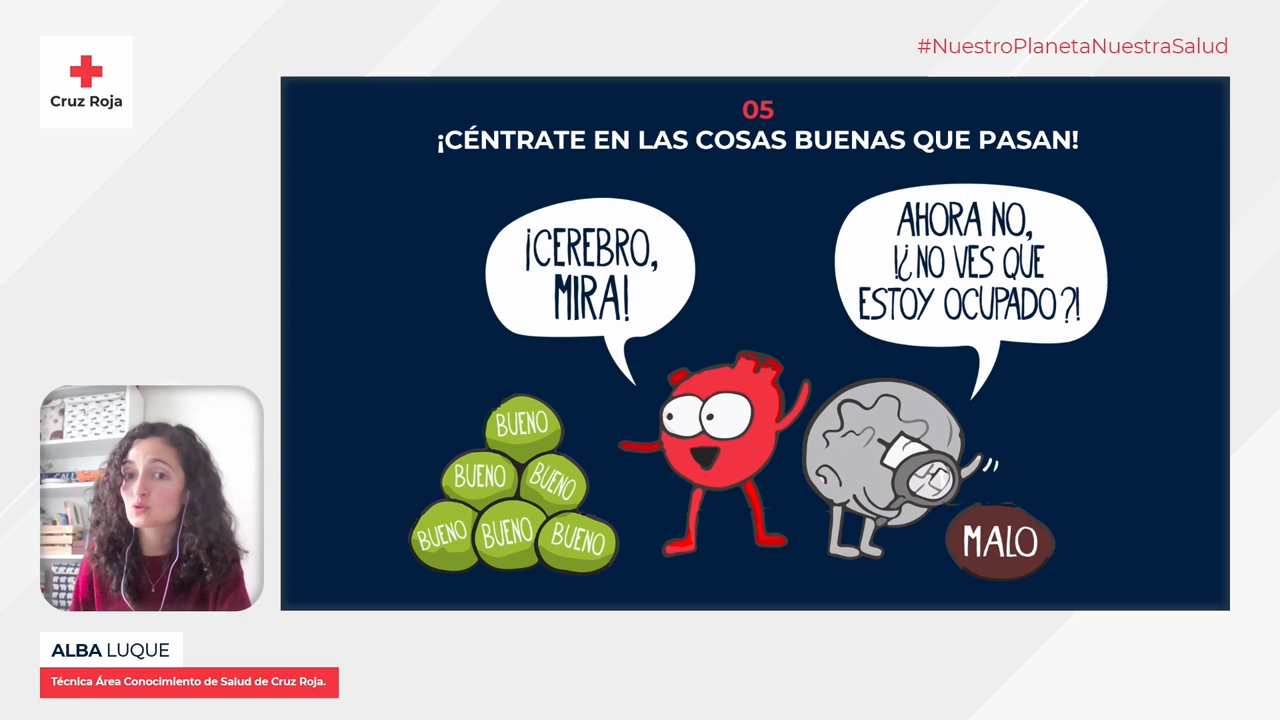 Cruz Roja
#NuestroPlanetaNuestraSalud
05
¡CÉNTRATE EN LAS COSAS BUENAS QUE PASAN!
¡CEREBRO,
MIRA!
AHORA NO,
!¿NO VES QUE
ESTOY OCUPADO?!
BUENO
BUENO
BUENO
BUENO
BUENO
BUENO
MALO
ALBA LUQUE
Técnica Área Conocimiento de Salud de Cruz Roja.